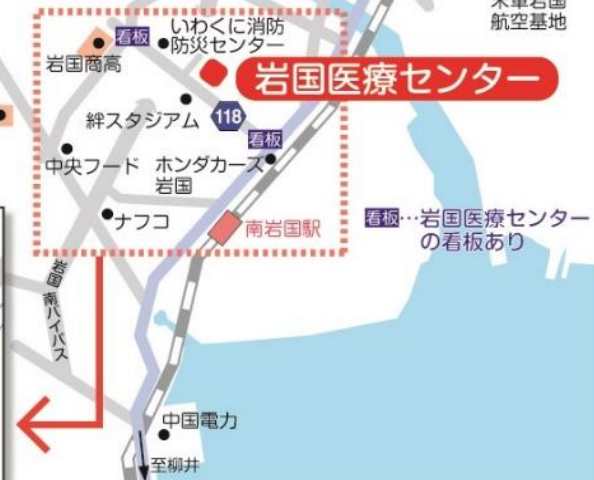 米軍岩国
航空基地
いわくに消防
防災センター
看板
岩国商高
岩国医療センター
絆スタジアム
118
看板
中央フード
ホンダカーズ
岩国
ナフコ
南岩国駅
看板…岩国医療センター
の看板あり
岩国 南バイパス
中国電力
至柳井